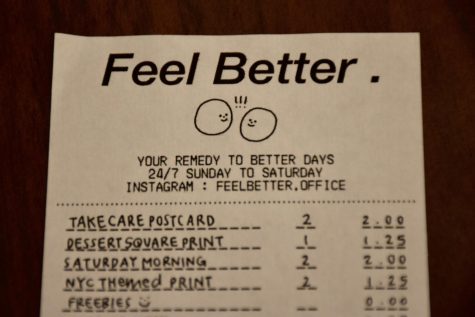 Feel Better .
!!!
YOUR REMEDY TO BETTER DAYS
24/7 SUNDAY TO SATURDAY
INSTAGRAM : FEELBETTER.OFFICE
TAKECARE POSTCARD 2 2.00
DESSERT SQUARE PRINT 1 1.25
SATURDAY MORNING 2 2.00
NYC THEMED PRINT 2 1.25
FREEBIES 0.00